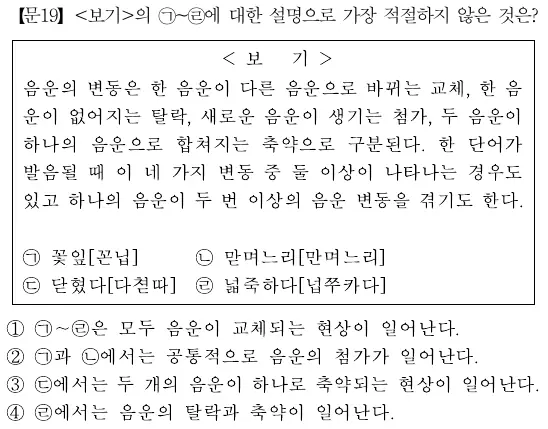 【문19】 <보기>의 ㉠~㉣에 대한 설명으로 가장 적절하지 않은 것은?
< 보 기 >
음운의 변동은 한 음운이 다른 음운으로 바뀌는 교체, 한 음
운이 없어지는 탈락, 새로운 음운이 생기는 첨가, 두 음운이
하나의 음운으로 합쳐지는 축약으로 구분된다. 한 단어가
발음될 때 이 네 가지 변동 중 둘 이상이 나타나는 경우도
있고 하나의 음운이 두 번 이상의 음운 변동을 겪기도 한다.
㉠ 꽃잎[꼰닙] ㉡ 맏며느리[만며느리]
㉢ 닫혔다[다쳗따] ㉣ 넓죽하다[넙쭈카다]
① ㉠~㉣은 모두 음운이 교체되는 현상이 일어난다.
② ㉠과 ㉡에서는 공통적으로 음운의 첨가가 일어난다.
③ ㉢에서는 두 개의 음운이 하나로 축약되는 현상이 일어난다.
④ ㉣에서는 음운의 탈락과 축약이 일어난다.